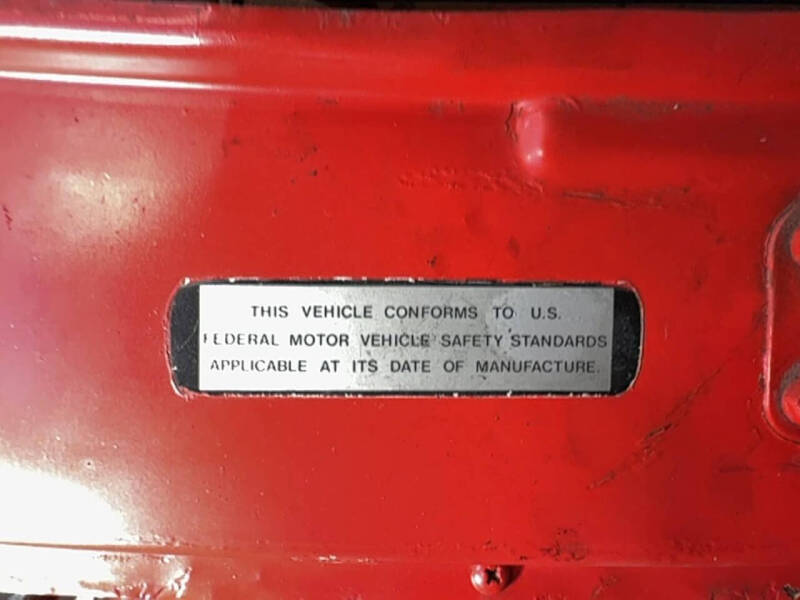 THIS VEHICLE CONFORMS TO U.S.
FEDERAL MOTOR VEHICLE SAFETY STANDARDS
APPLICABLE AT ITS DATE OF MANUFACTURE.